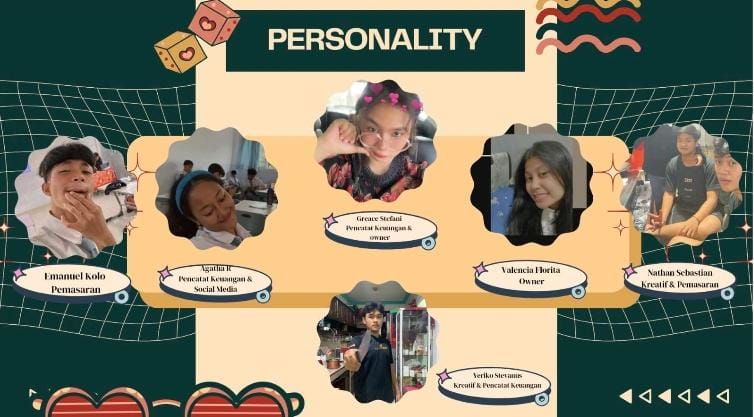 PERSONALITY
Greace Stefani
Pencatat Keuangan &
owner
Emanuel Kolo
Pemasaran
Agatha R
Pencatat Keuangan &
Social Media
Valencia Florita
Owner
Nathan Sebastian
Kreatif & Pemasaran
Yeriko Stevanus
Kreatif & Pencatat Keuangan